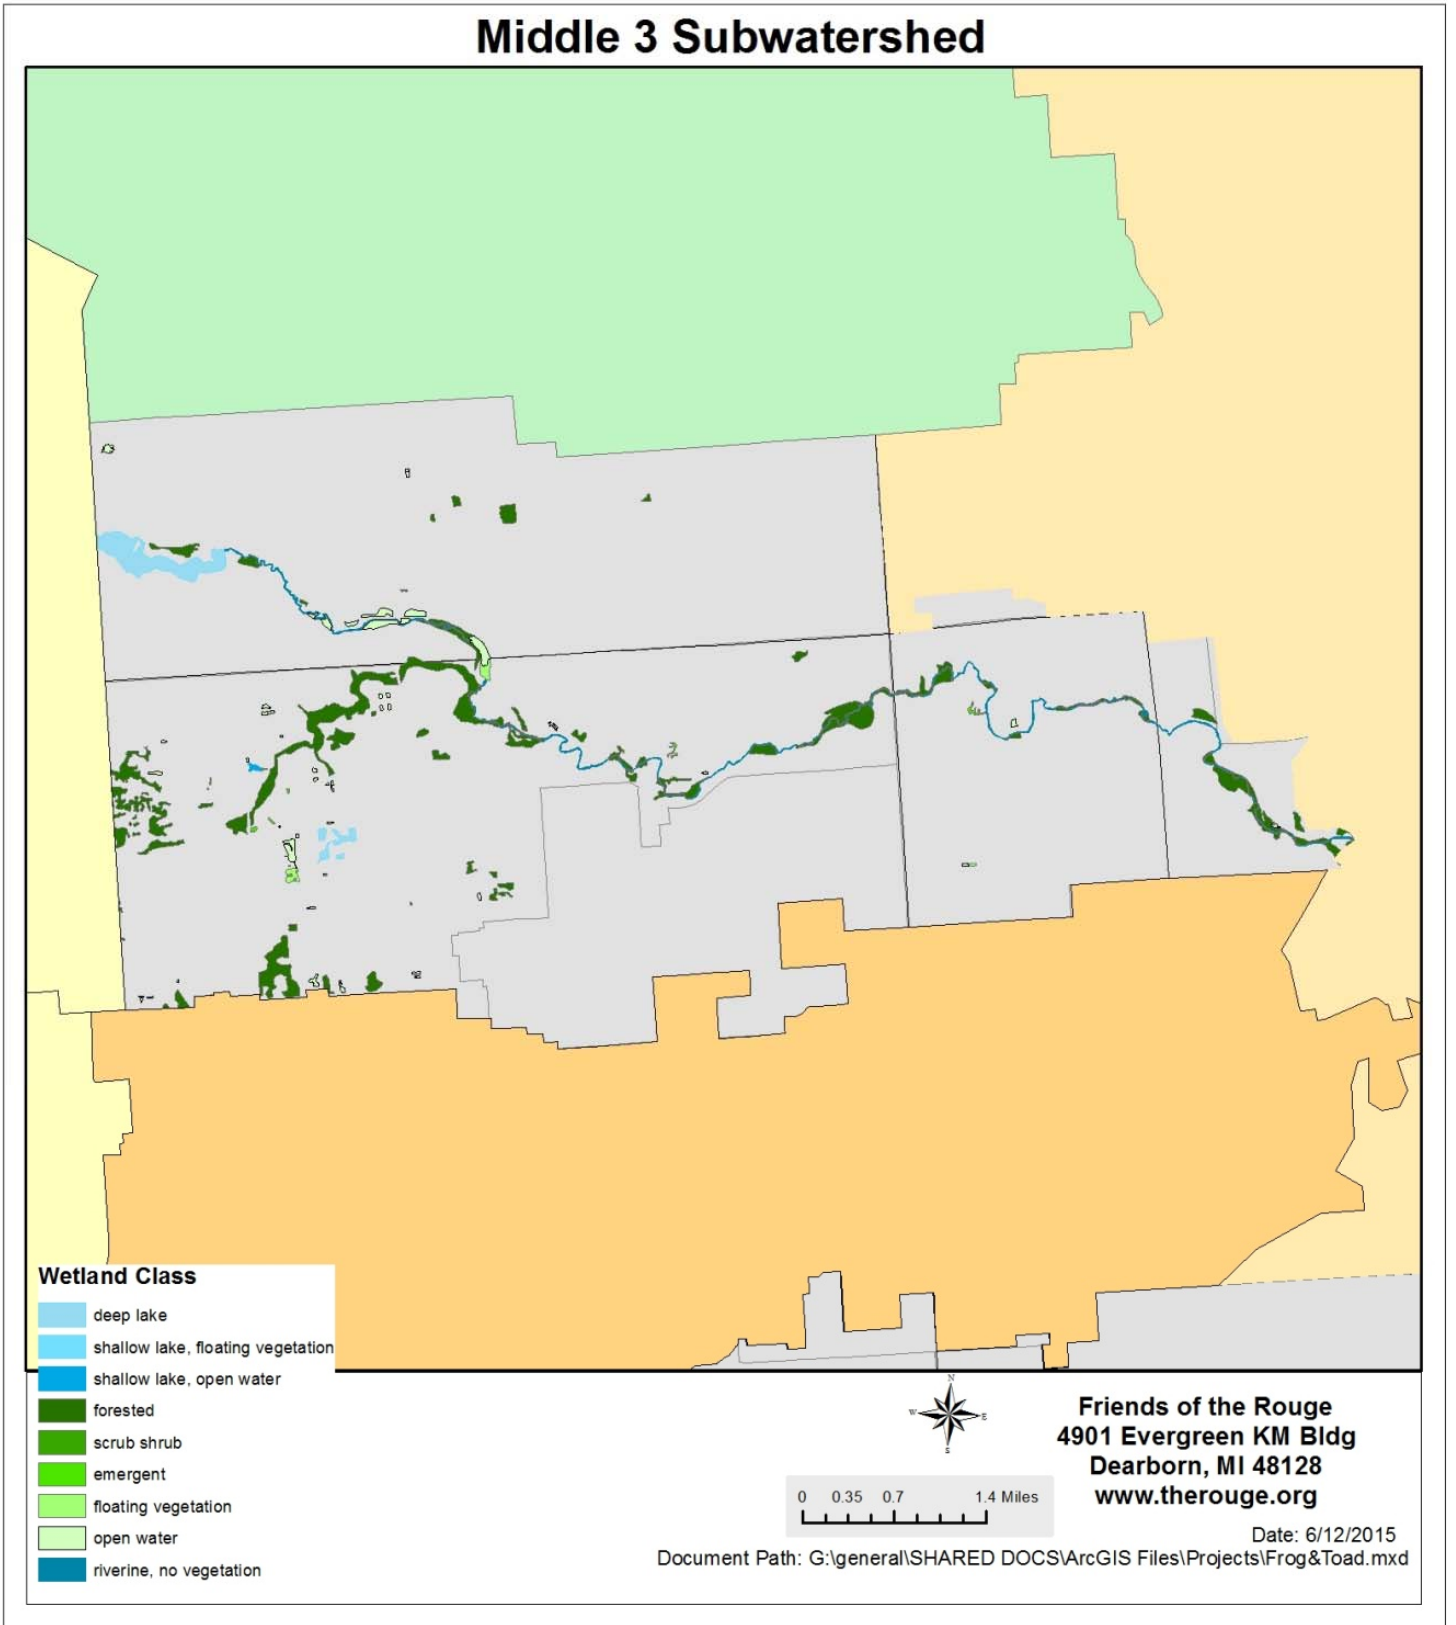 Middle 3 Subwatershed
Wetland Class
deep lake
shallow lake, floating vegetation
shallow lake, open water
forested
scrub shrub
emergent
floating vegetation
open water
riverine, no vegetation
N
W E
S
0 0.35 0.7 1.4 Miles
Friends of the Rouge
4901 Evergreen KM Bldg
Dearborn, MI 48128
www.therouge.org
Date: 6/12/2015
Document Path: G:\general\SHARED DOCS\ArcGIS Files\Projects\Frog&Toad.mxd